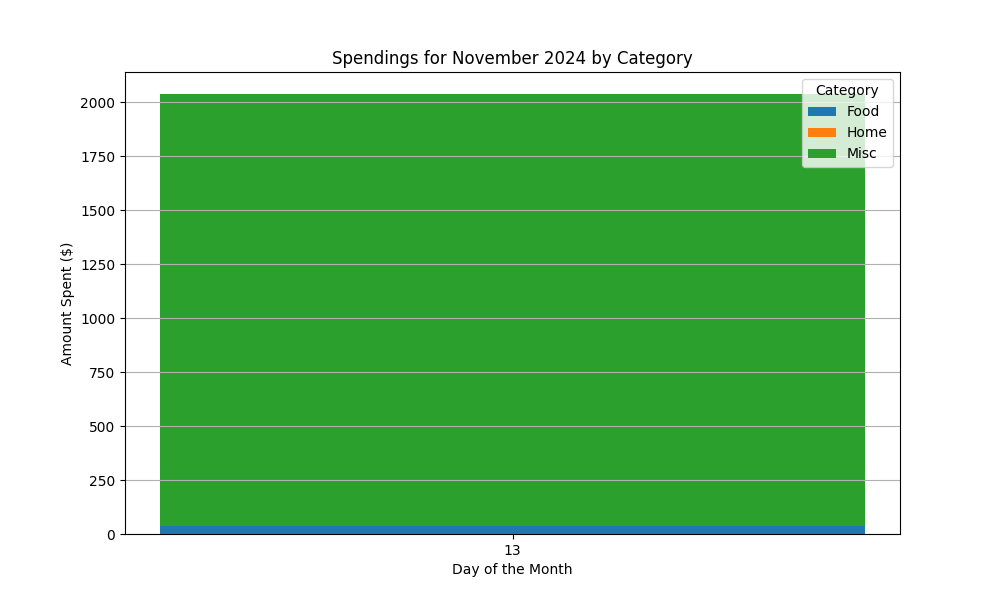 Spendings for November 2024 by Category
Category
Food
Home
Misc
2000
1750
1500
1250
1000
750
500
250
0
Amount Spent ($)
13
Day of the Month